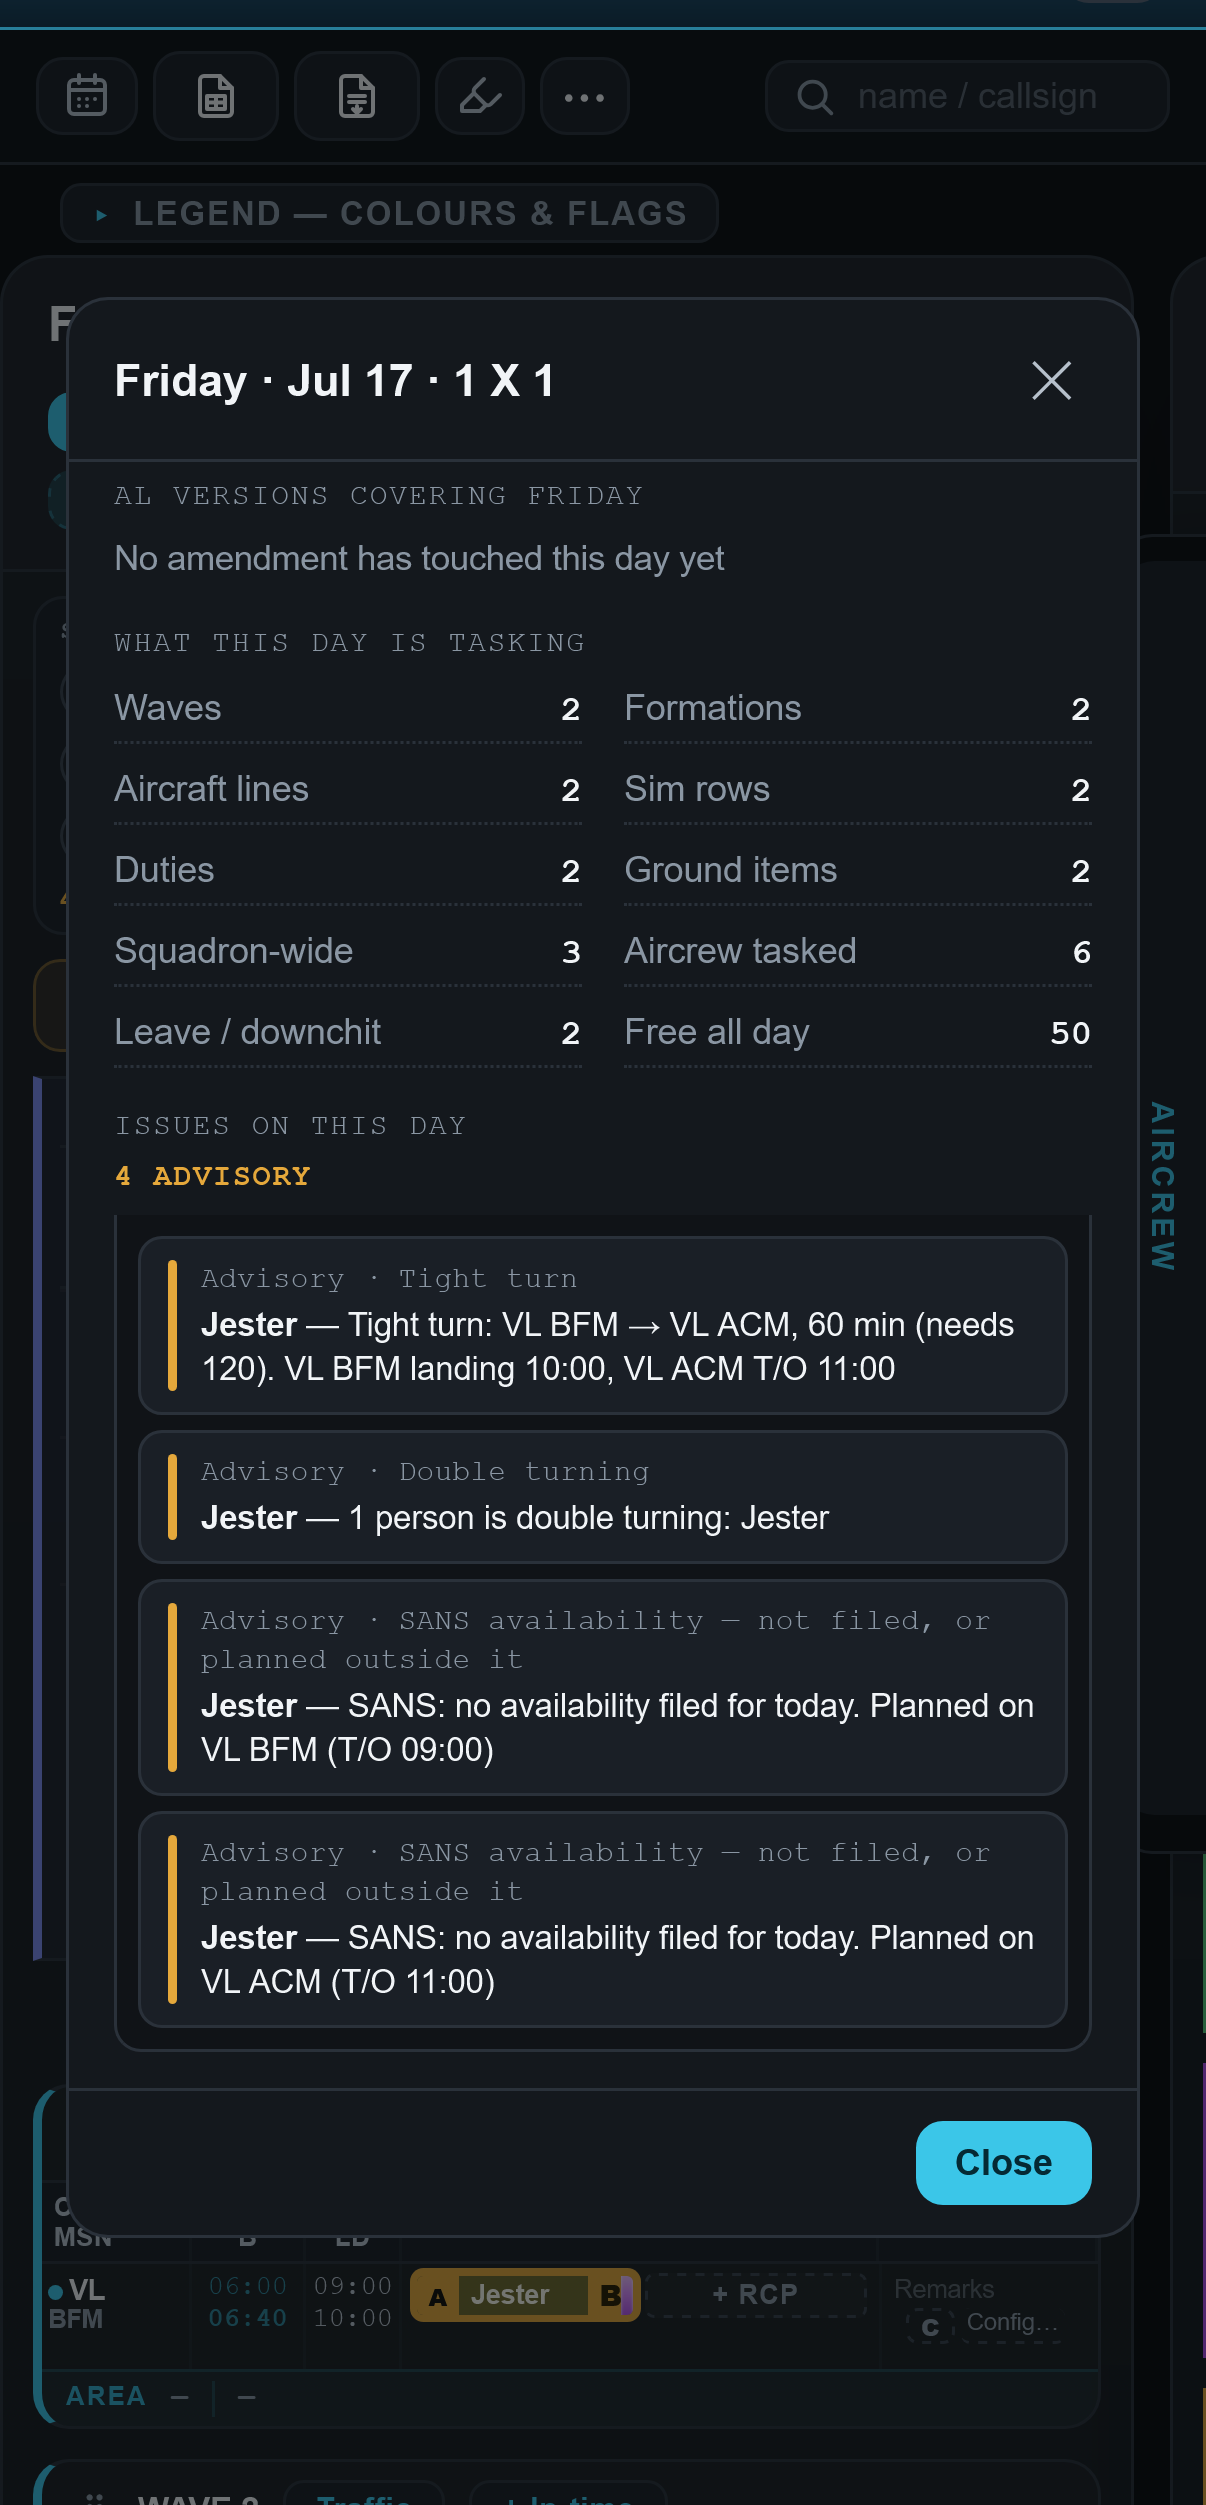 name / callsign
LEGEND — COLOURS & FLAGS
Friday · Jul 17 · 1 X 1
AL VERSIONS COVERING FRIDAY
No amendment has touched this day yet
WHAT THIS DAY IS TASKING
Waves 2
Formations 2
Aircraft lines 2
Sim rows 2
Duties 2
Ground items 2
Squadron-wide 3
Aircrew tasked 6
Leave / downchit 2
Free all day 50
ISSUES ON THIS DAY
4 ADVISORY
Advisory · Tight turn
Jester — Tight turn: VL BFM → VL ACM, 60 min (needs
120). VL BFM landing 10:00, VL ACM T/O 11:00
Advisory · Double turning
Jester — 1 person is double turning: Jester
Advisory · SANS availability — not filed, or
planned outside it
Jester — SANS: no availability filed for today. Planned on
VL BFM (T/O 09:00)
Advisory · SANS availability — not filed, or
planned outside it
Jester — SANS: no availability filed for today. Planned on
VL ACM (T/O 11:00)
Close
AIRCREW
MSN
VL
BFM
06:00
06:40
09:00
10:00
A Jester B
+ RCP
Remarks
C Config...
AREA — —
WAVE 2 Traffic + In-time